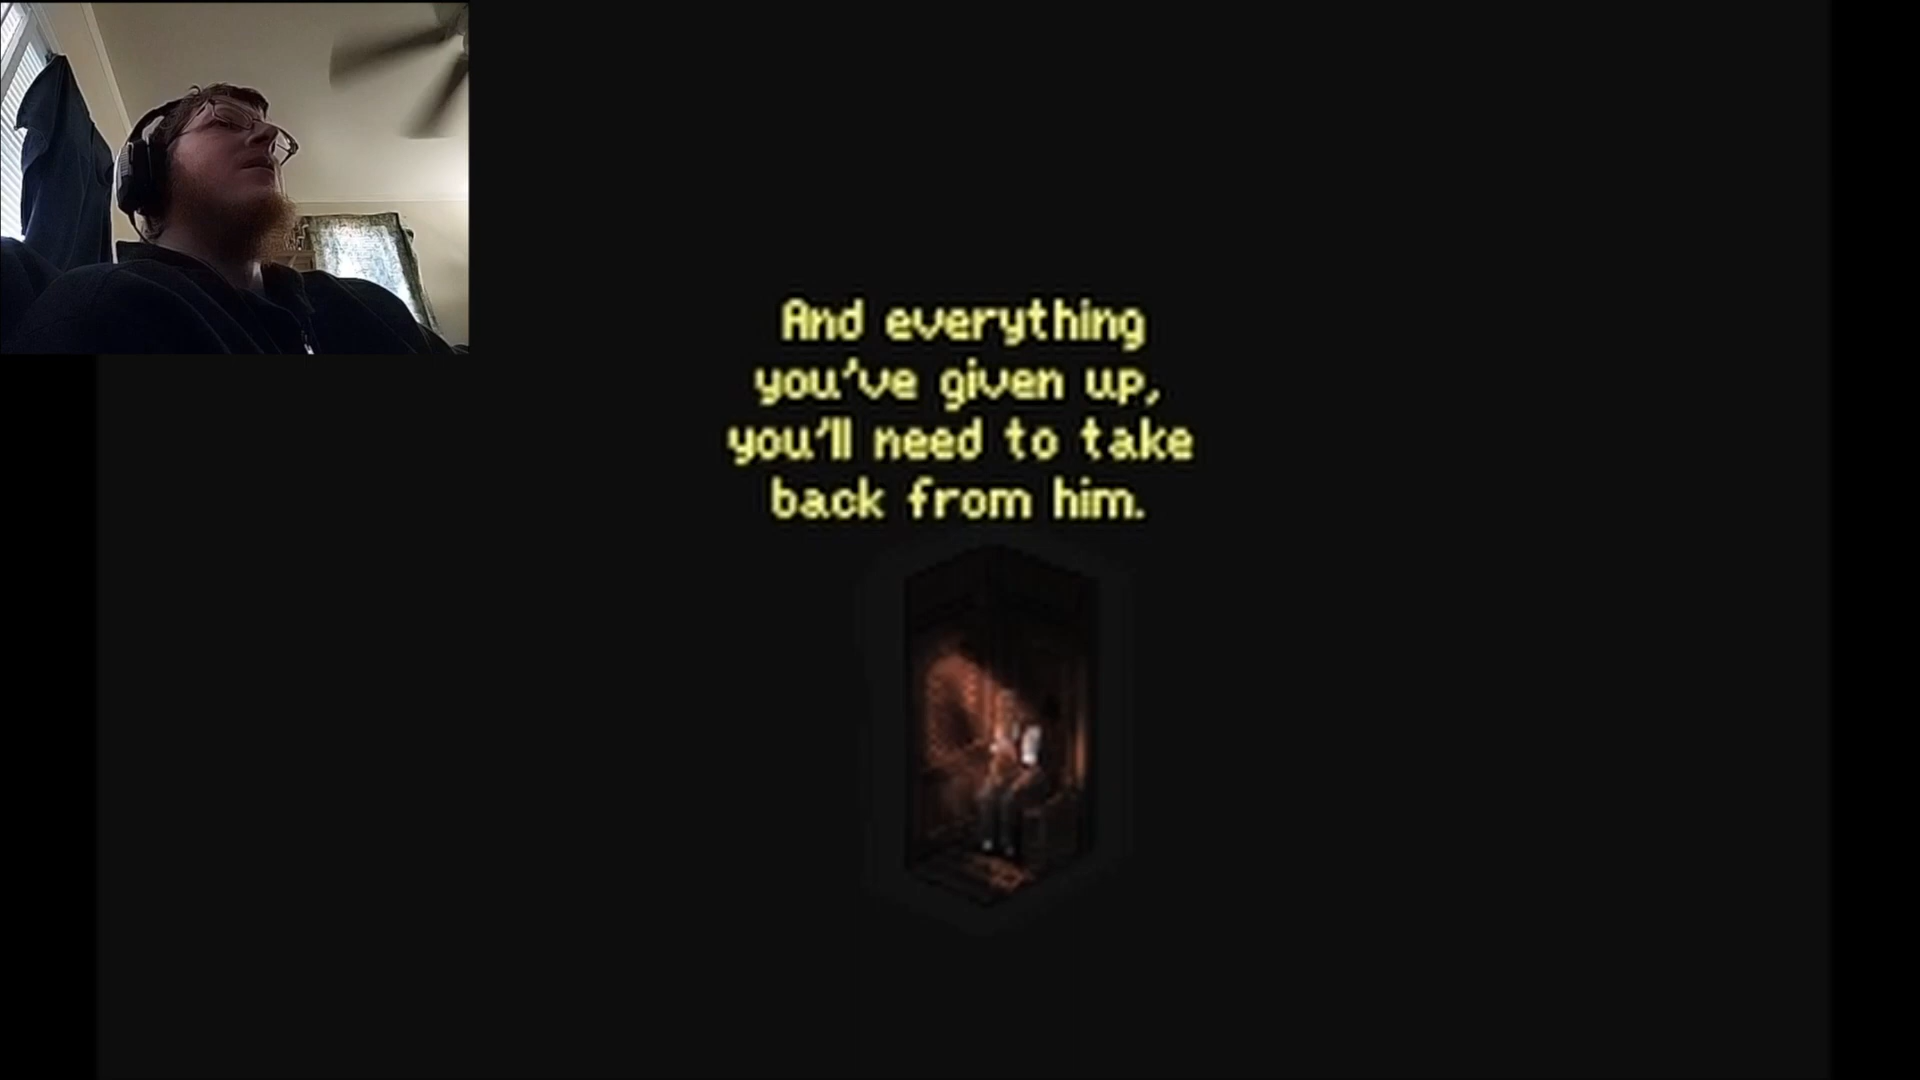 And everything
you've given up,
you'll need to take
back from him.